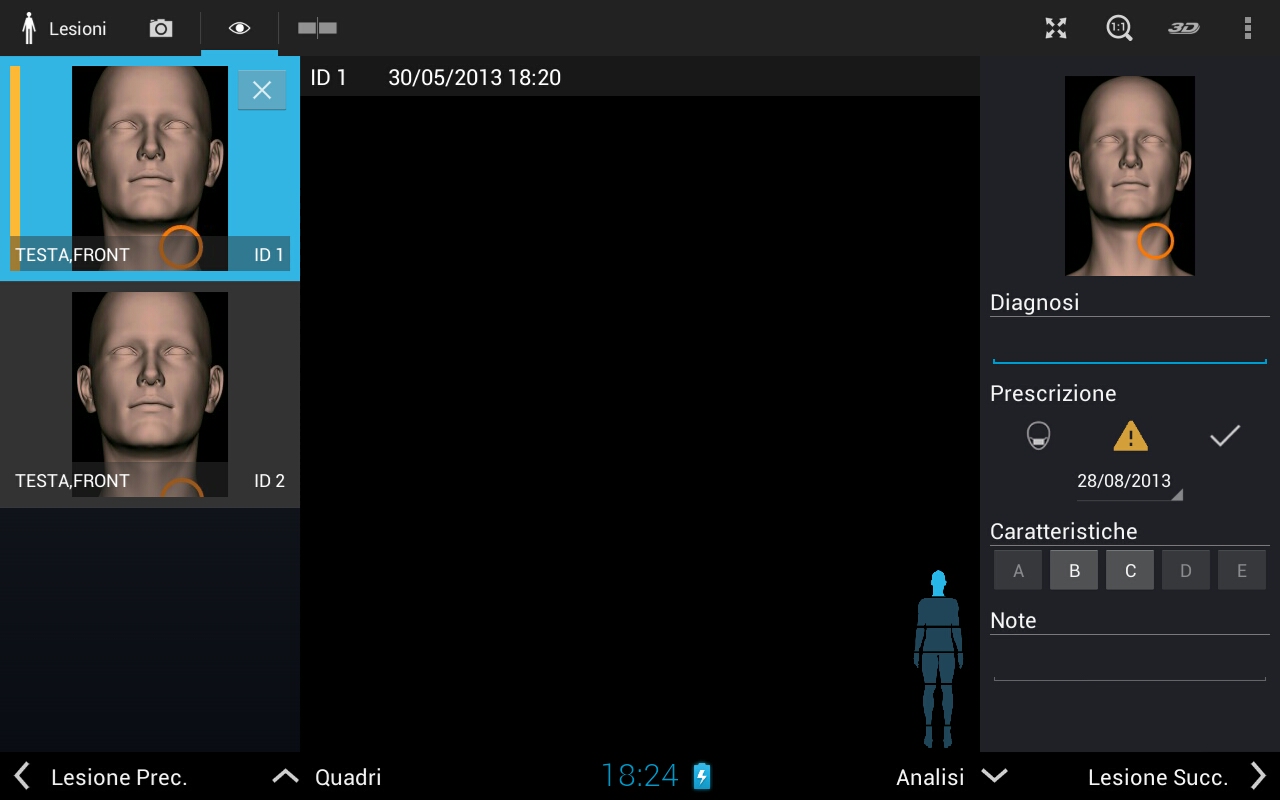 Lesioni
1:1
3D
ID 1 30/05/2013 18:20
TESTA,FRONT ID 1
TESTA,FRONT ID 2
Diagnosi
Prescrizione
28/08/2013
Caratteristiche
A B C D E
Note
Lesione Prec. Quadri 18:24 Analisi Lesione Succ.